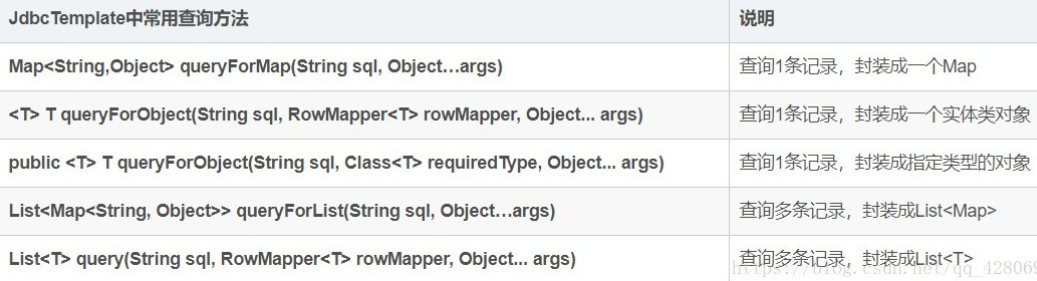 JdbcTemplate中常用查询方法 说明
Map<String,Object> queryForMap(String sql, Object…args) 查询1条记录，封装成一个Map
<T> T queryForObject(String sql, RowMapper<T> rowMapper, Object... args) 查询1条记录，封装成一个实体类对象
public <T> T queryForObject(String sql, Class<T> requiredType, Object... args) 查询1条记录，封装成指定类型的对象
List<Map<String, Object>> queryForList(String sql, Object…args) 查询多条记录，封装成List<Map>
List<T> query(String sql, RowMapper<T> rowMapper, Object... args) 查询多条记录，封装成List<T>
https://blog.csdn.net/qq_428069